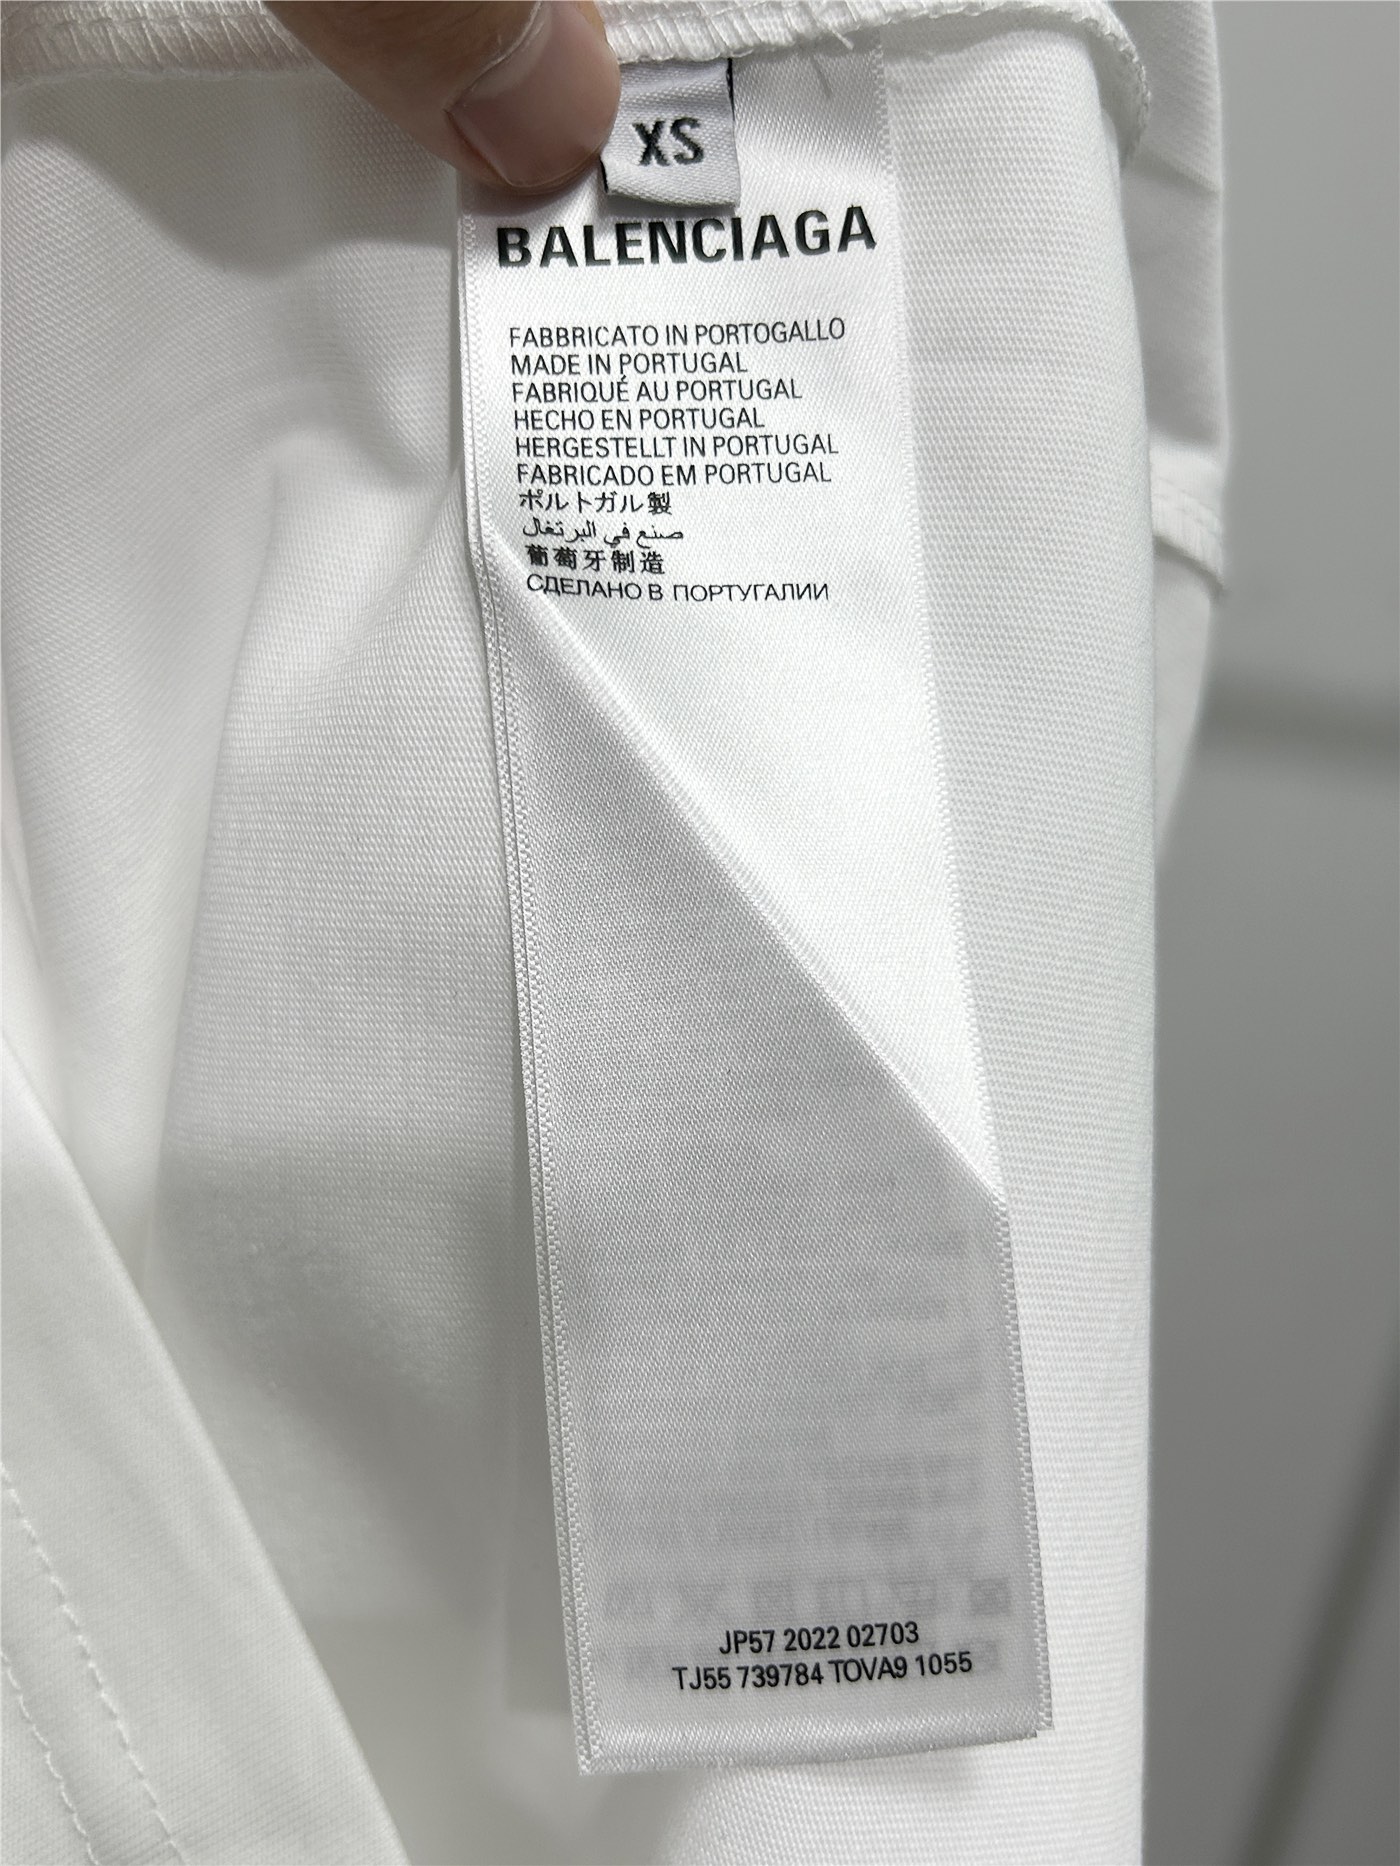 XS
BALENCIAGA
FABBRICATO IN PORTOGALLO
MADE IN PORTUGAL
FABRIQUÉ AU PORTUGAL
HECHO EN PORTUGAL
HERGESTELLT IN PORTUGAL
FABRICADO EM PORTUGAL
ポルトガル製
صنع في البرتغال
葡萄牙制造
СДЕЛАНО В ПОРТУГАЛИИ
JP57 2022 02703
TJ55 739784 TOVA9 1055